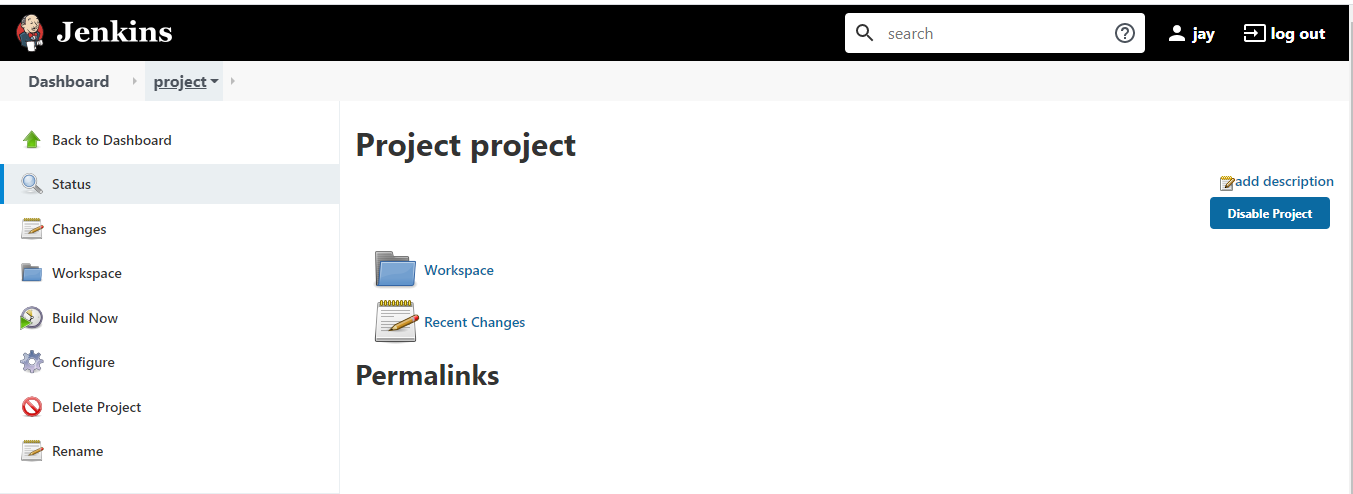 Jenkins
search
jay
log out
Dashboard
project
Back to Dashboard
Status
Changes
Workspace
Build Now
Configure
Delete Project
Rename
Project project
add description
Disable Project
Workspace
Recent Changes
Permalinks